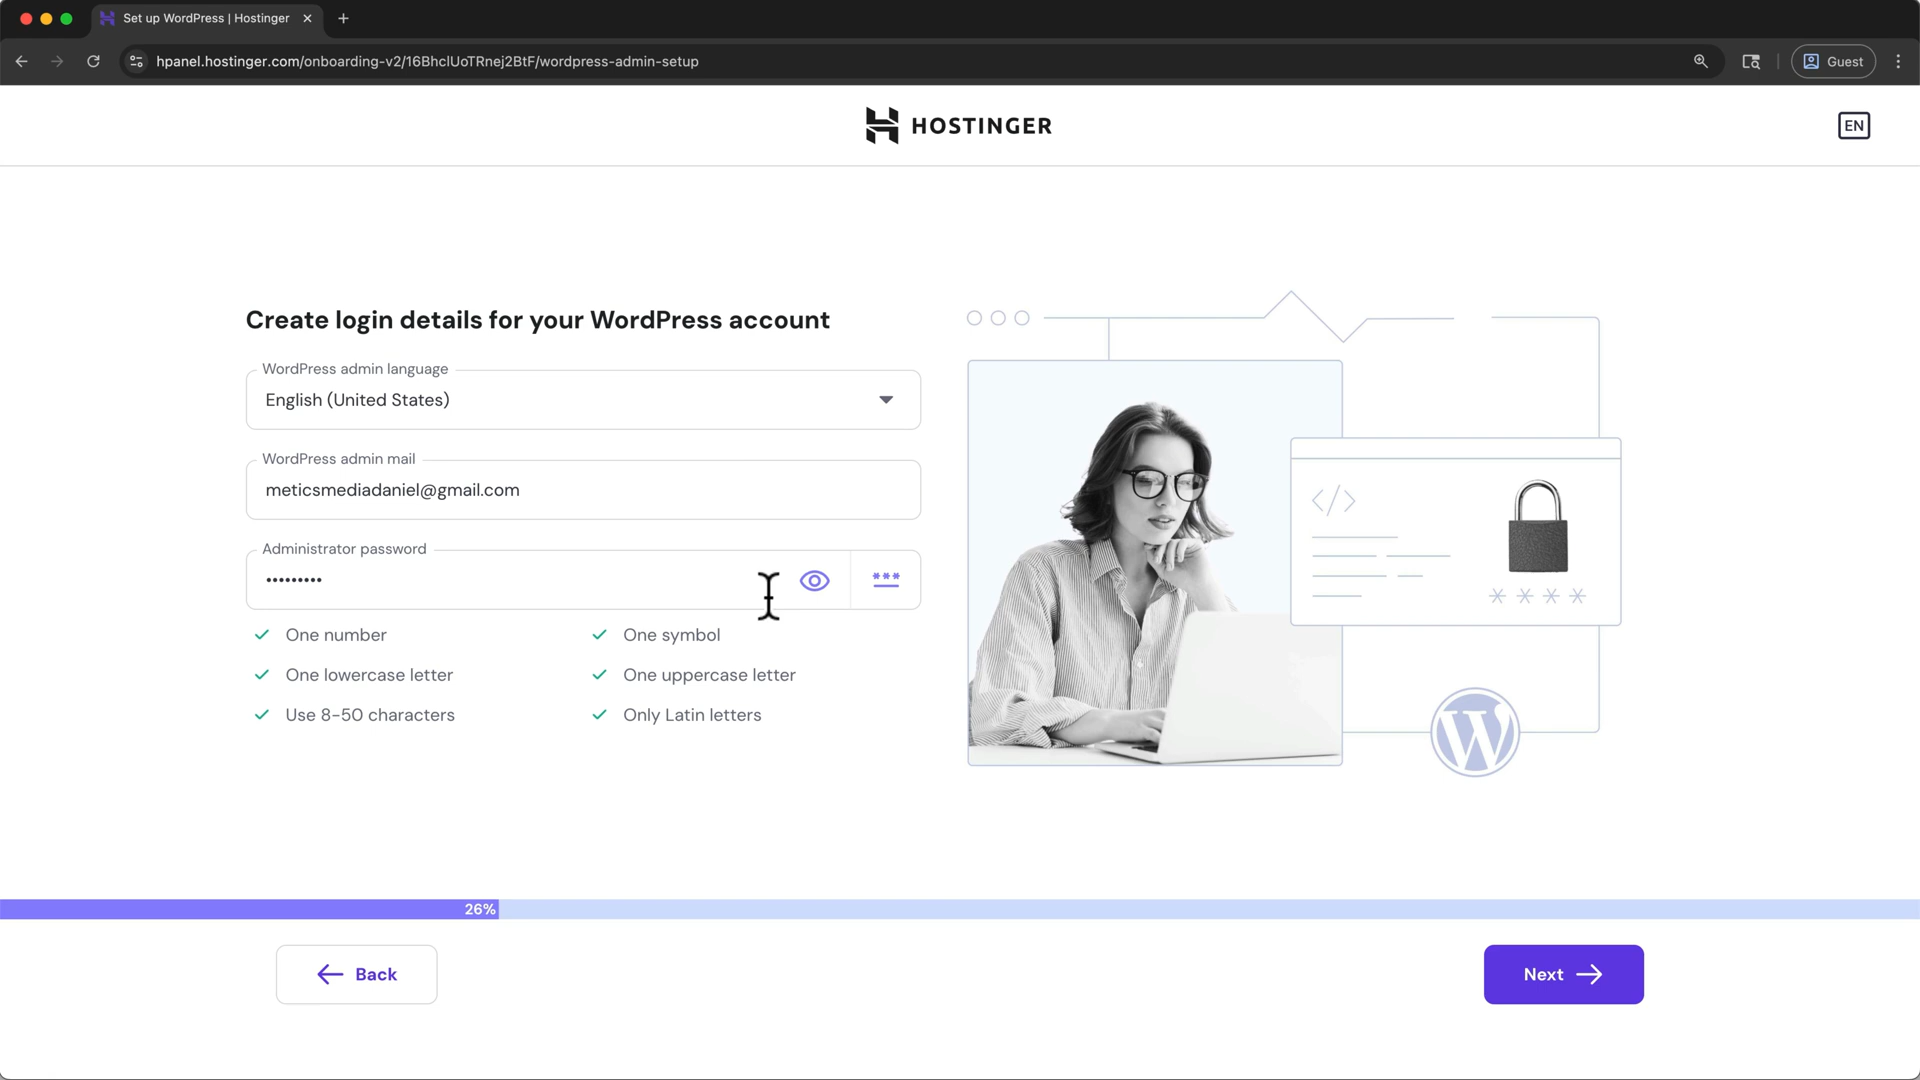 Set up WordPress | Hostinger
hpanel.hostinger.com/onboarding-v2/16BhclUoTRnej2BtF/wordpress-admin-setup
Guest
HOSTINGER
EN
Create login details for your WordPress account
WordPress admin language
English (United States)
WordPress admin mail
meticsmediadaniel@gmail.com
Administrator password
•••••••••
One number
One symbol
One lowercase letter
One uppercase letter
Use 8-50 characters
Only Latin letters
26%
Back
Next